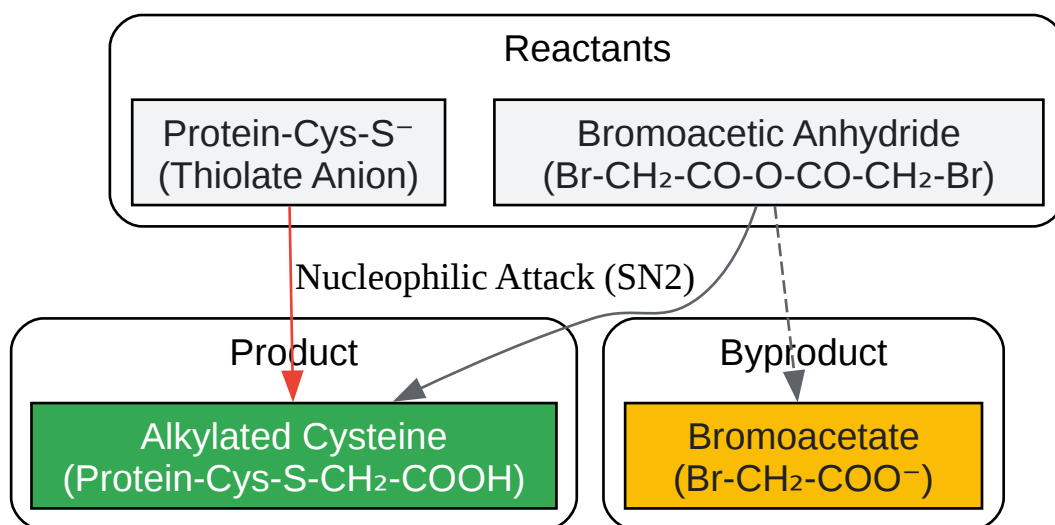 Reactants
Protein-Cys-S⁻
(Thiolate Anion)
Bromoacetic Anhydride
(Br-CH₂-CO-O-CO-CH₂-Br)
Nucleophilic Attack (SN2)
Product
Alkylated Cysteine
(Protein-Cys-S-CH₂-COOH)
Byproduct
Bromoacetate
(Br-CH₂-COO⁻)